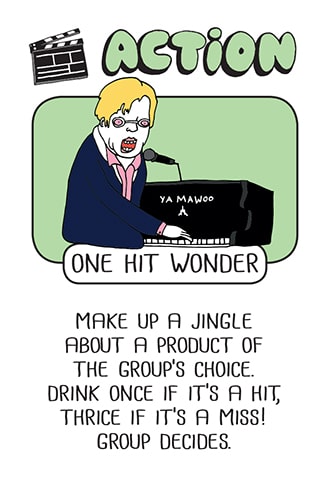 ACTiON
YA MAWOO
ONE HIT WONDER
MAKE UP A JINGLE
ABOUT A PRODUCT OF
THE GROUP'S CHOICE.
DRINK ONCE IF IT'S A HIT,
THRICE IF IT'S A MISS!
GROUP DECIDES.